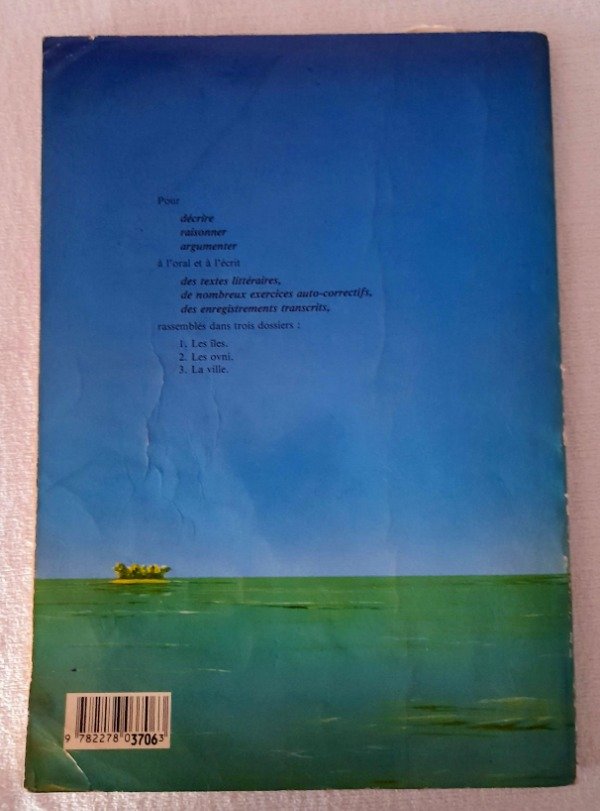 Pour
décrire
raisonner
argumenter
à l'oral et à l'écrit
des textes littéraires,
de nombreux exercices auto-correctifs,
des enregistrements transcrits,
rassemblés dans trois dossiers :
1. Les îles.
2. Les ovni.
3. La ville.
9 782278 037063